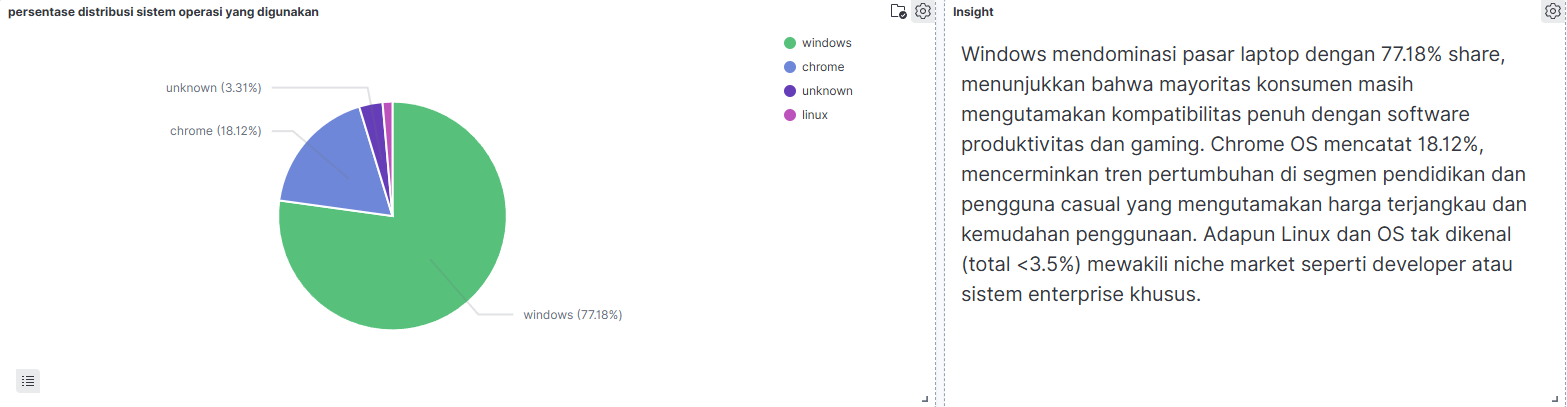 persentase distribusi sistem operasi yang digunakan
windows
chrome
unknown
linux
unknown (3.31%)
chrome (18.12%)
windows (77.18%)
Insight
Windows mendominasi pasar laptop dengan 77.18% share,
menunjukkan bahwa mayoritas konsumen masih
mengutamakan kompatibilitas penuh dengan software
produktivitas dan gaming. Chrome OS mencatat 18.12%,
mencerminkan tren pertumbuhan di segmen pendidikan dan
pengguna casual yang mengutamakan harga terjangkau dan
kemudahan penggunaan. Adapun Linux dan OS tak dikenal
(total <3.5%) mewakili niche market seperti developer atau
sistem enterprise khusus.